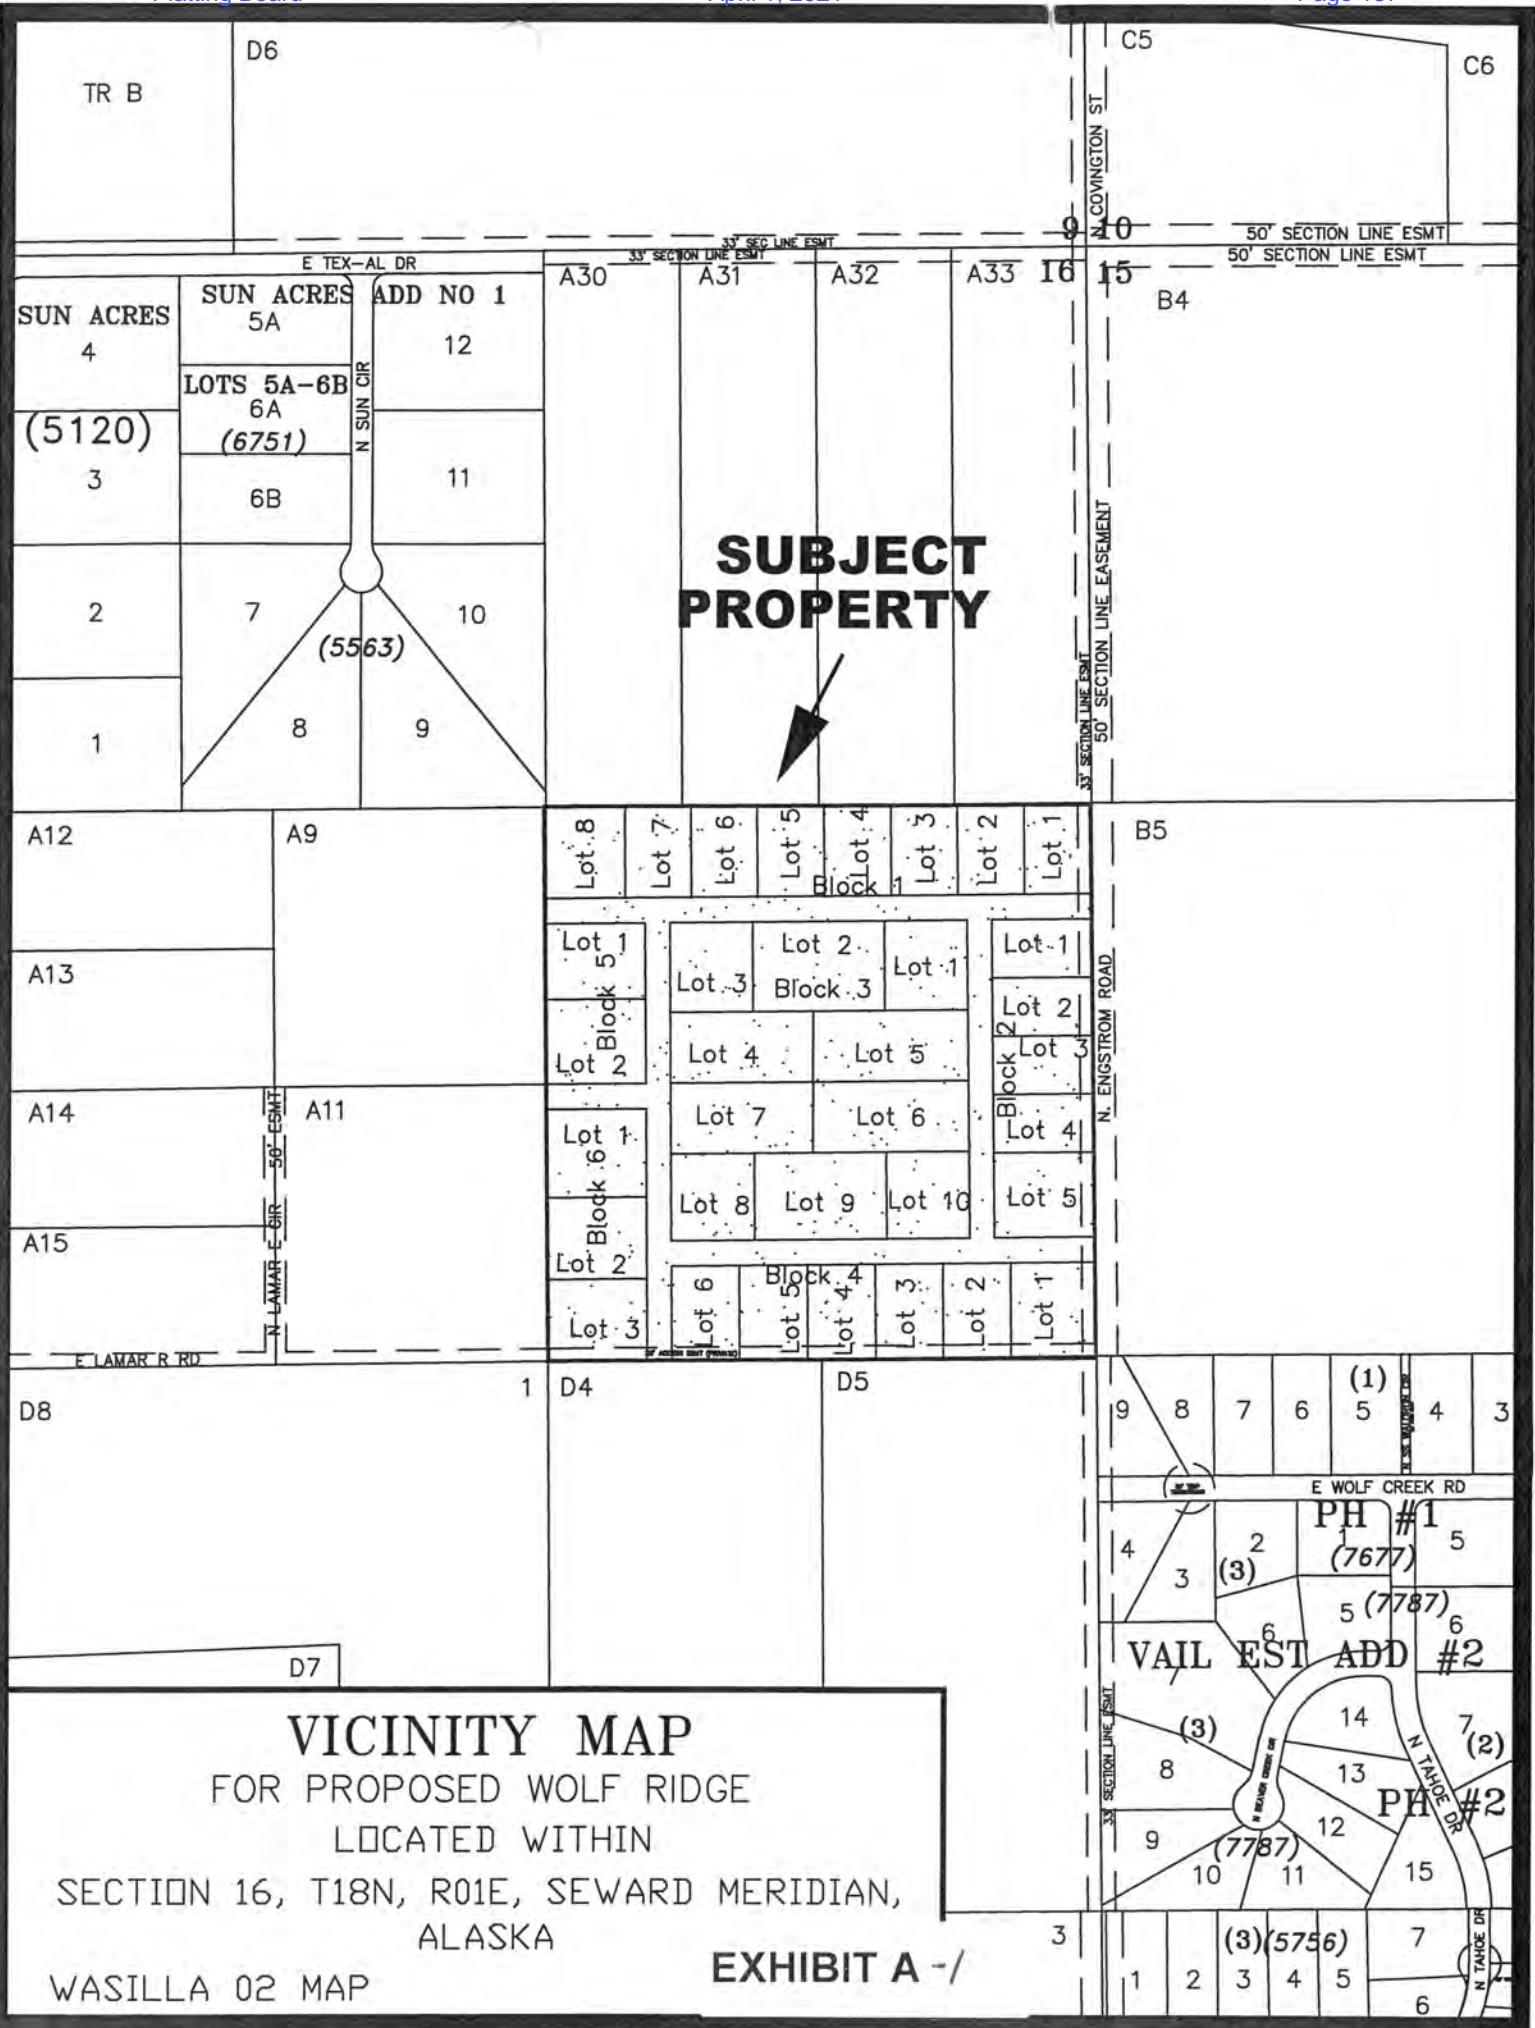 D6
C5
C6
TR B
N COVINGTON ST
9 10
50' SECTION LINE ESMT
33' SEC LINE ESMT
33' SECTION LINE ESMT
50' SECTION LINE ESMT
E TEX-AL DR
A30
A31
A32
A33
16 15
B4
SUN ACRES
4
(5120)
3
2
1
SUN ACRES ADD NO 1
5A
LOTS 5A-6B
6A
(6751)
6B
N SUN CIR
12
11
10
7
(5563)
8
9
SUBJECT
PROPERTY
50' SECTION LINE EASEMENT
33' SECTION LINE ESMT
A12
A9
A13
A14
50' ESMT
A11
A15
N LAMAR E CIR
E LAMAR R RD
Lot 8
Lot 7
Lot 6
Lot 5
Lot 4
Lot 3
Lot 2
Lot 1
Block 1
B5
Lot 1
Block 5
Lot 2
Lot 3
Lot 2
Block 3
Lot 1
Lot 4
Lot 5
Lot 7
Lot 6
Lot 8
Lot 9
Lot 10
Lot 1
Lot 2
Block 2
Lot 3
Lot 4
Lot 5
N. ENGSTROM ROAD
Lot 1
Block 6
Lot 2
Lot 3
Block 4
Lot 6
Lot 5
Lot 4
Lot 3
Lot 2
Lot 1
D8
1
D4
D5
D7
9
8
7
6
(1)
5
4
3
E WOLF CREEK RD
PH #1
4
3
2
(3)
1
(7677)
5
5
(7787)
6
6
VAIL EST ADD #2
7
33' SECTION LINE ESMT
(3)
8
14
13
7
(2)
N TAHOE DR
PH #2
N BEAVER CREEK CIR
12
9
(7787)
10
11
15
3
1
2
(3)(5756)
3
4
5
7
6
N TAHOE DR
VICINITY MAP
FOR PROPOSED WOLF RIDGE
LOCATED WITHIN
SECTION 16, T18N, R01E, SEWARD MERIDIAN,
ALASKA
WASILLA 02 MAP
EXHIBIT A -1